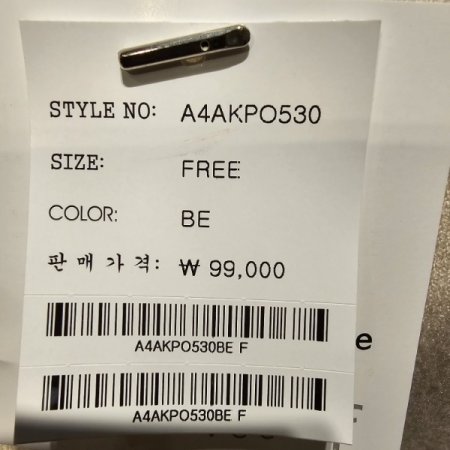 STYLE NO: A4AKPO530
SIZE: FREE
COLOR: BE
판매가격: ₩ 99,000
A4AKPO530BE F
e
A4AKPO530BE F